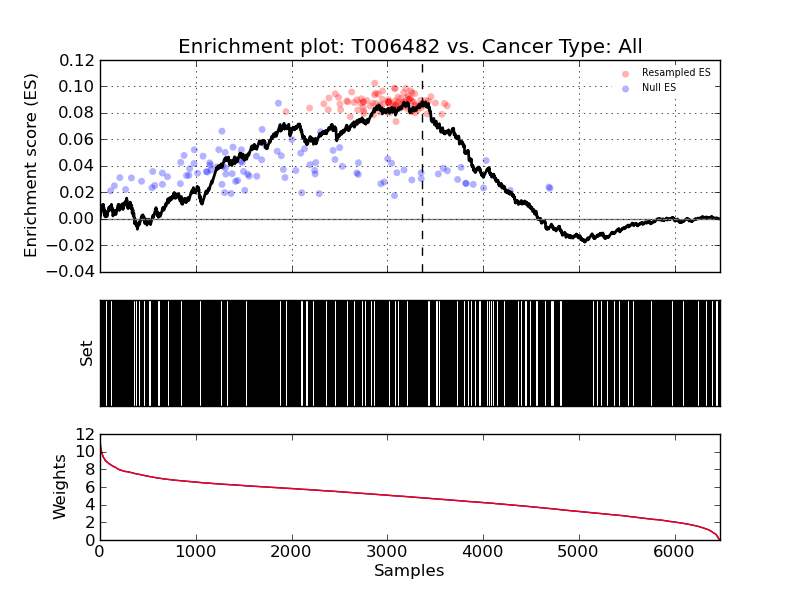 Enrichment plot: T006482 vs. Cancer Type: All
0.12
0.10
0.08
0.06
0.04
0.02
0.00
−0.02
−0.04
Enrichment score (ES)
Resampled ES
Null ES
Set
12
10
8
6
4
2
0
Weights
0 1000 2000 3000 4000 5000 6000
Samples